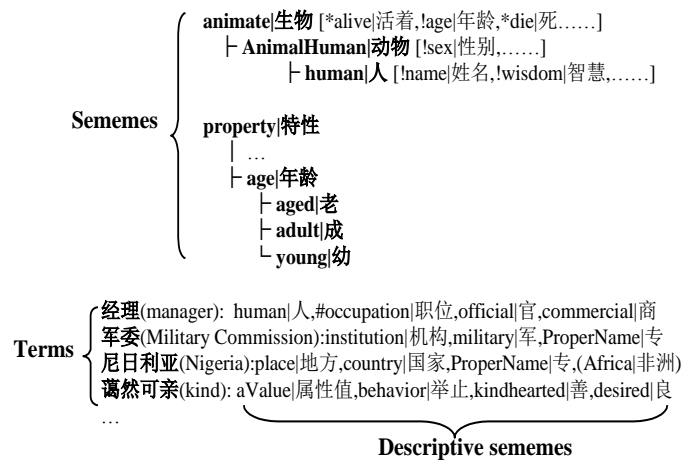 animate|生物 [*alive|活着,!age|年龄,*die|死……]
├ AnimalHuman|动物 [!sex|性别,……]
├ human|人 [!name|姓名,!wisdom|智慧,……]
Sememes
property|特性
│ …
├ age|年龄
├ aged|老
├ adult|成
└ young|幼
经理(manager): human|人,#occupation|职位,official|官,commercial|商
军委(Military Commission):institution|机构,military|军,ProperName|专
Terms
尼日利亚(Nigeria):place|地方,country|国家,ProperName|专,(Africa|非洲)
蔼然可亲(kind): aValue|属性值,behavior|举止,kindhearted|善,desired|良
…
Descriptive sememes